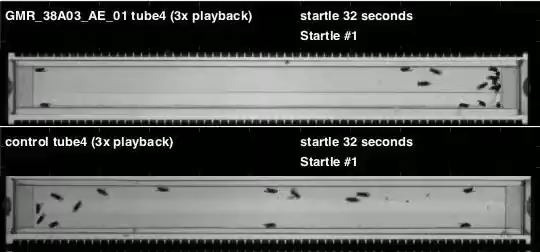 GMR_38A03_AE_01 tube4 (3x playback) startle 32 seconds
Startle #1
control tube4 (3x playback) startle 32 seconds
Startle #1